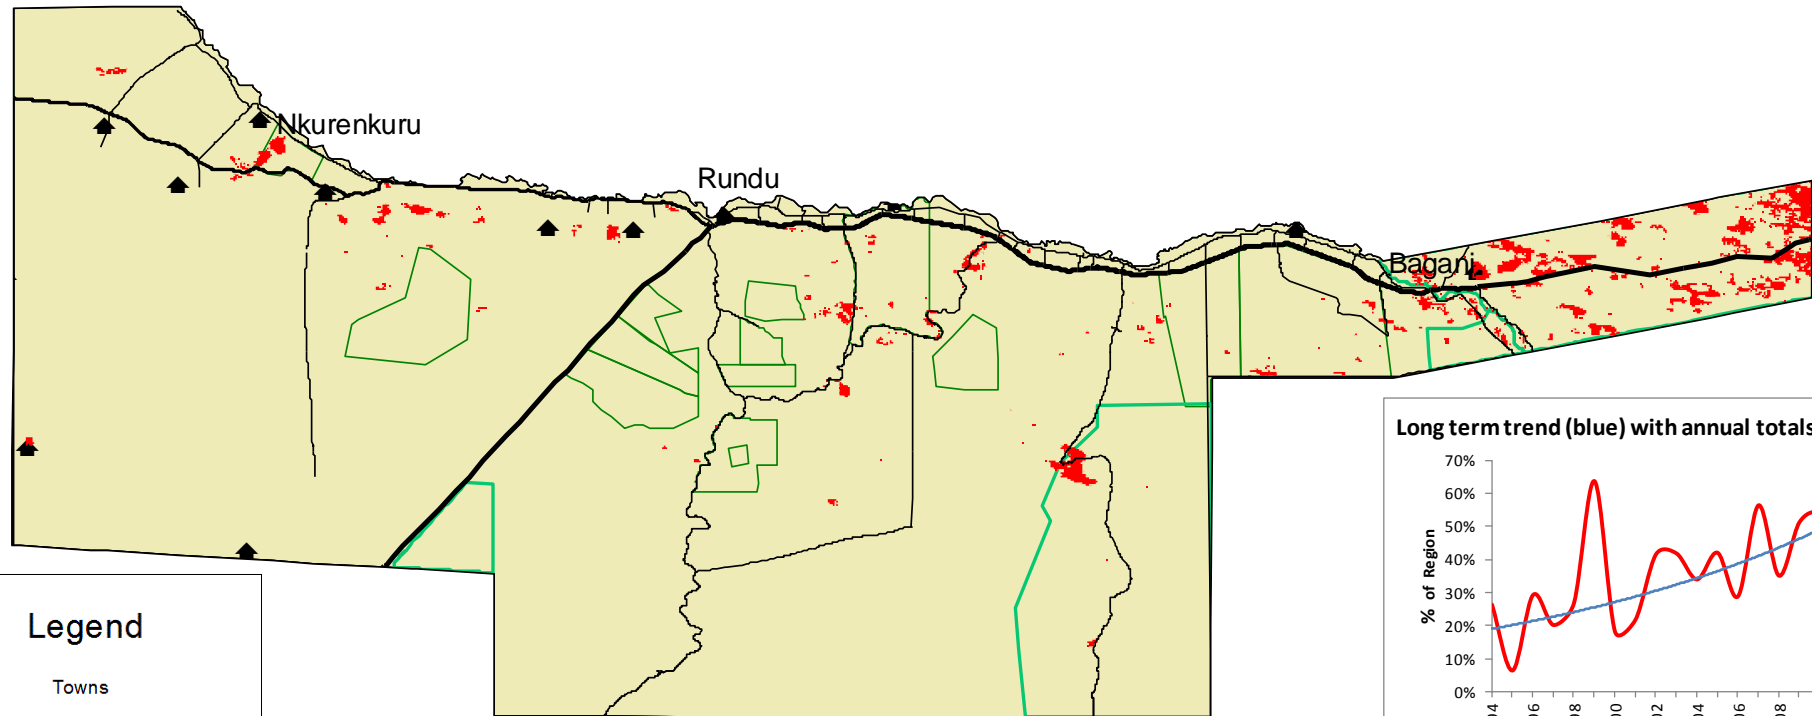 Nkurenkuru
Rundu
Bagani
Long term trend (blue) with annual totals
70%
60%
50%
40%
30%
20%
10%
0%
% of Region
Legend
Towns